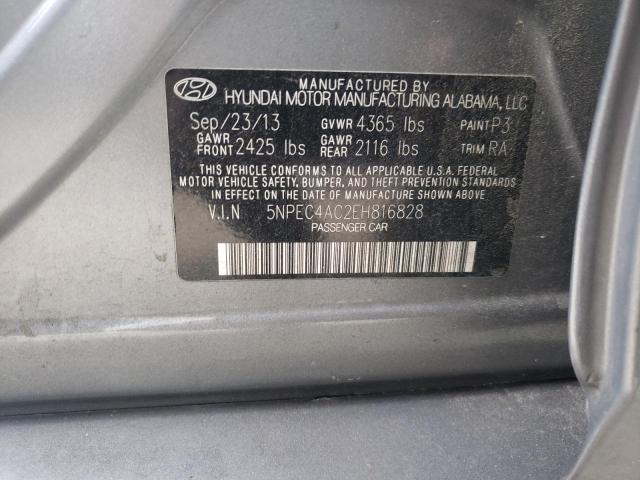 MANUFACTURED BY
HYUNDAI MOTOR MANUFACTURING ALABAMA, LLC
Sep/23/13 GVWR 4365 lbs PAINT P3
GAWR FRONT 2425 lbs GAWR REAR 2116 lbs TRIM RA
THIS VEHICLE CONFORMS TO ALL APPLICABLE U.S.A. FEDERAL
MOTOR VEHICLE SAFETY, BUMPER, AND THEFT PREVENTION STANDARDS
IN EFFECT ON THE DATE OF MANUFACTURE SHOWN ABOVE
V.I.N 5NPEC4AC2EH816828
PASSENGER CAR